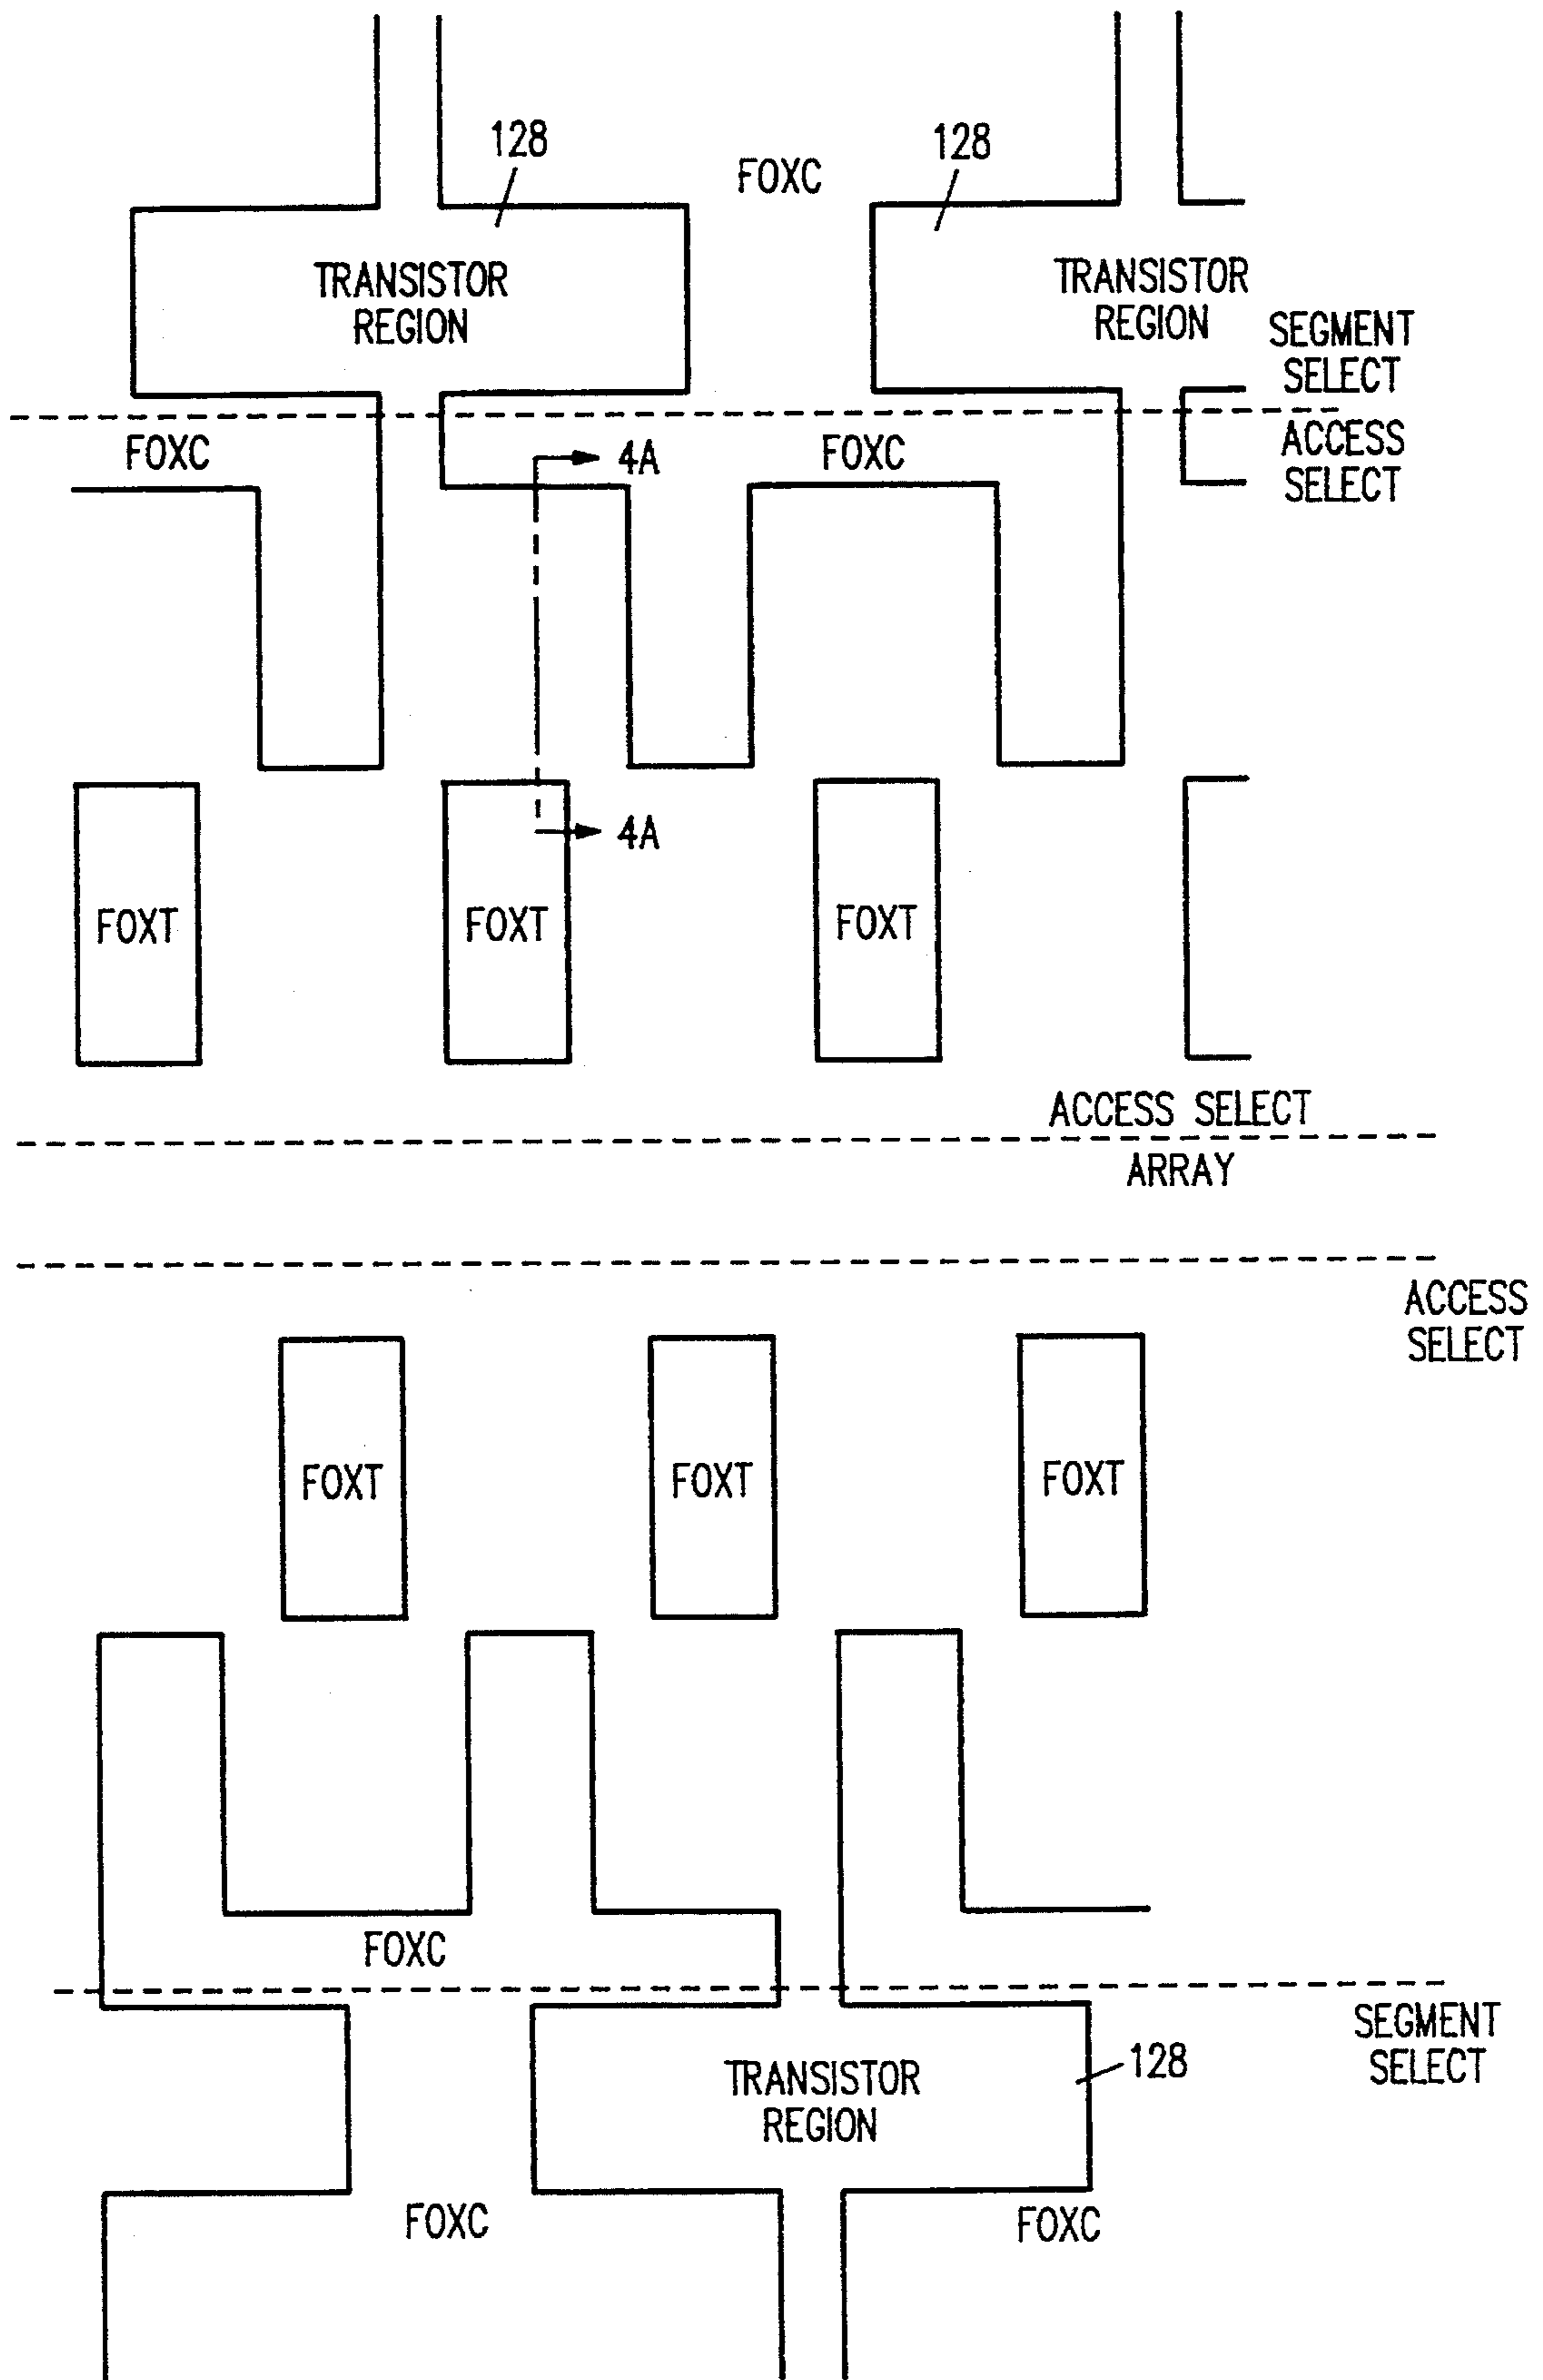 128
FOXC
128
TRANSISTOR
REGION
TRANSISTOR
REGION
SEGMENT
SELECT
FOXC
4A
FOXC
ACCESS
SELECT
4A
FOXT
FOXT
FOXT
ACCESS SELECT
ARRAY
ACCESS
SELECT
FOXT
FOXT
FOXT
FOXC
SEGMENT
SELECT
TRANSISTOR
REGION
128
FOXC
FOXC